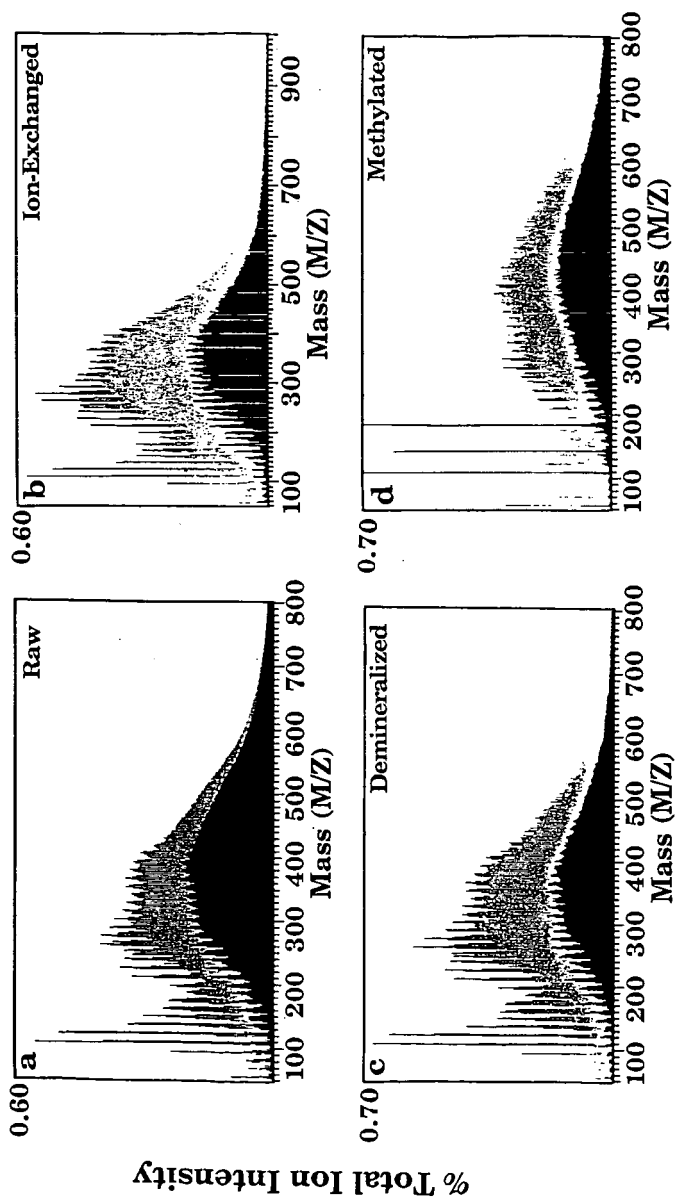 % Total Ion Intensity
0.60
a
Raw
100 200 300 400 500 600 700 800
Mass (M/Z)
0.60
b
Ion-Exchanged
100 300 500 700 900
Mass (M/Z)
0.70
c
Demineralized
100 200 300 400 500 600 700 800
Mass (M/Z)
0.70
d
Methylated
100 200 300 400 500 600 700 800
Mass (M/Z)